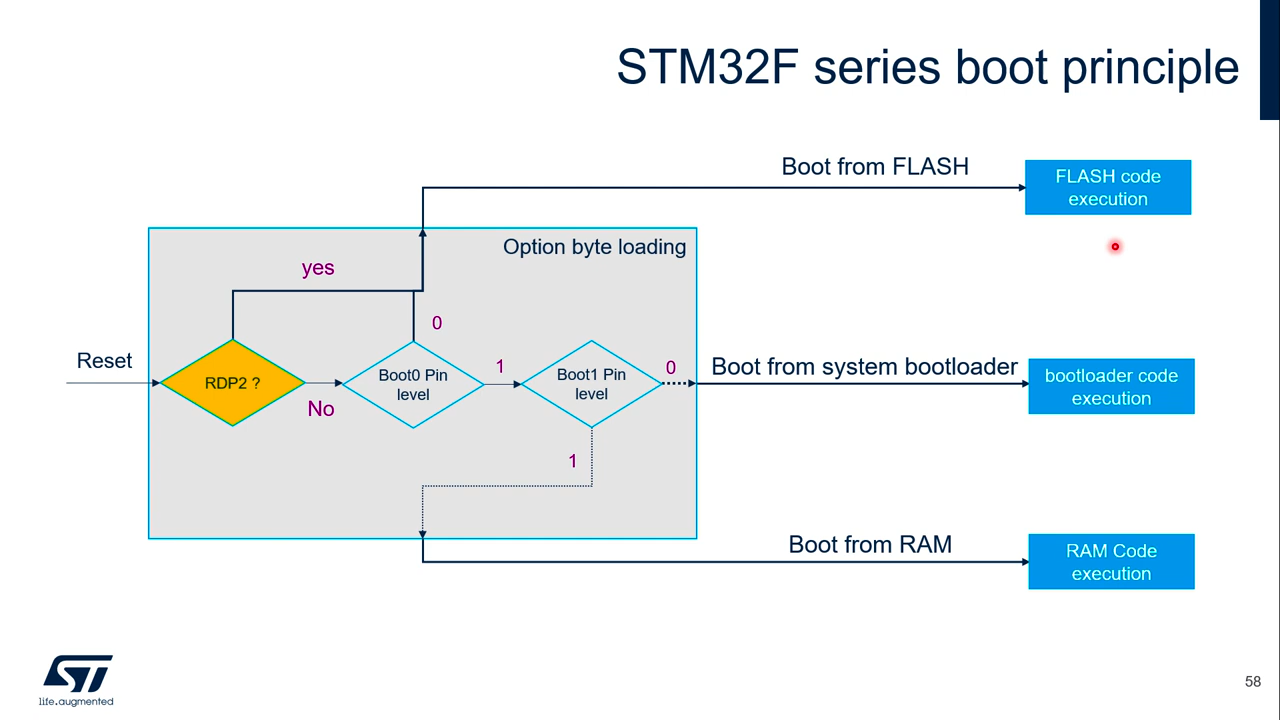 STM32F series boot principle
Boot from FLASH
FLASH code
execution
Option byte loading
yes
0
Reset
RDP2 ?
No
Boot0 Pin
level
1
Boot1 Pin
level
0
Boot from system bootloader
bootloader code
execution
1
Boot from RAM
RAM Code
execution
ST
life.augmented
58